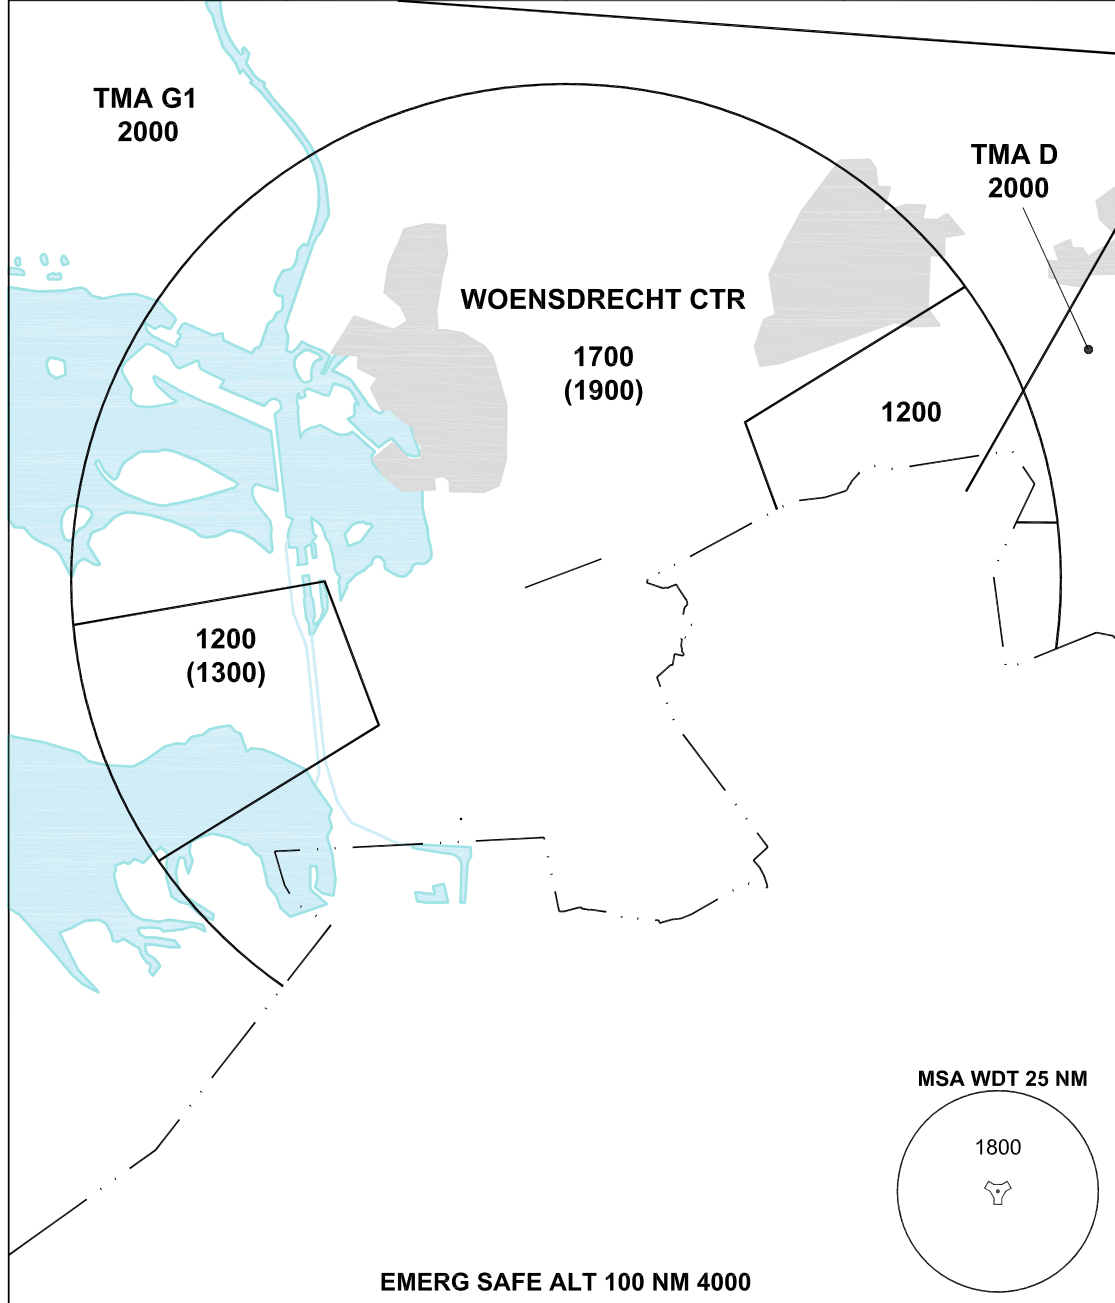 TMA G1
2000
TMA D
2000
WOENSDRECHT CTR
1700
(1900)
1200
1200
(1300)
MSA WDT 25 NM
1800
EMERG SAFE ALT 100 NM 4000